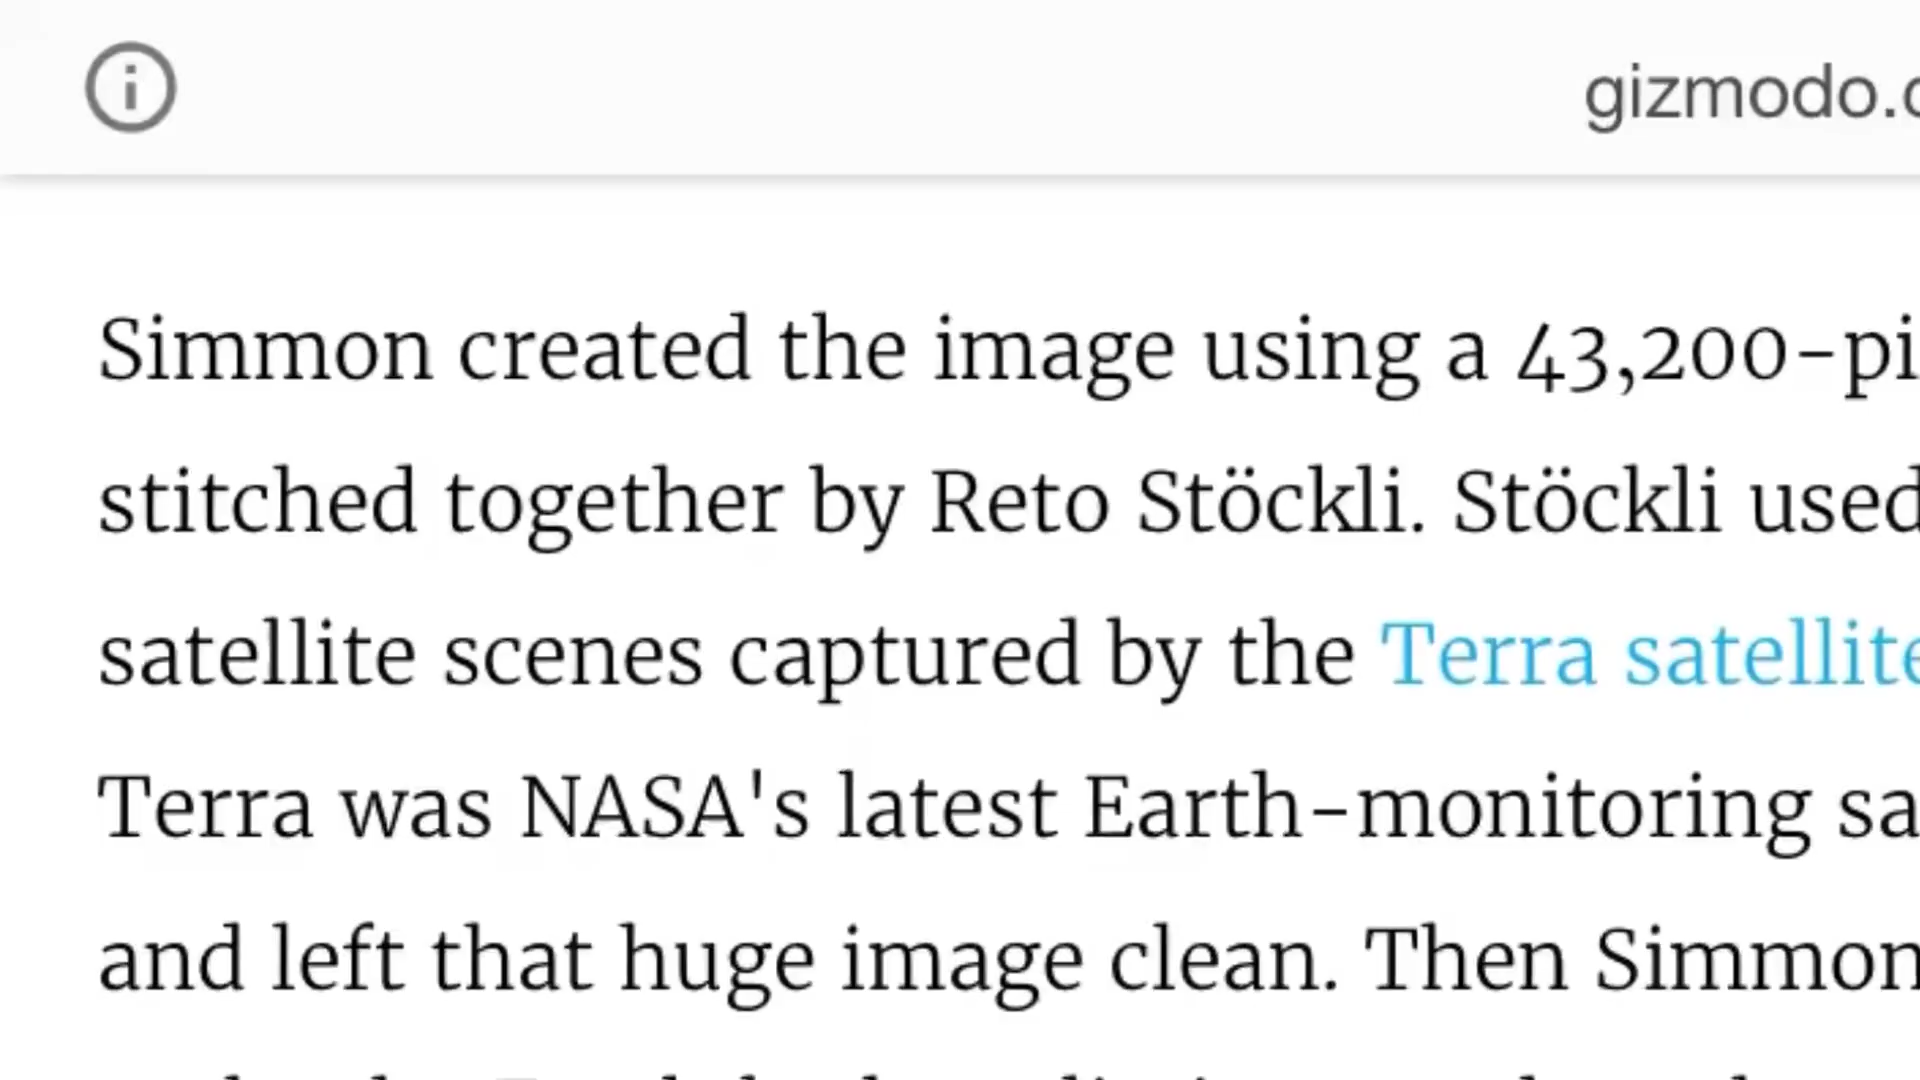 gizmodo.c
Simmon created the image using a 43,200-pi
stitched together by Reto Stöckli. Stöckli used
satellite scenes captured by the Terra satellite
Terra was NASA's latest Earth-monitoring sa
and left that huge image clean. Then Simmon